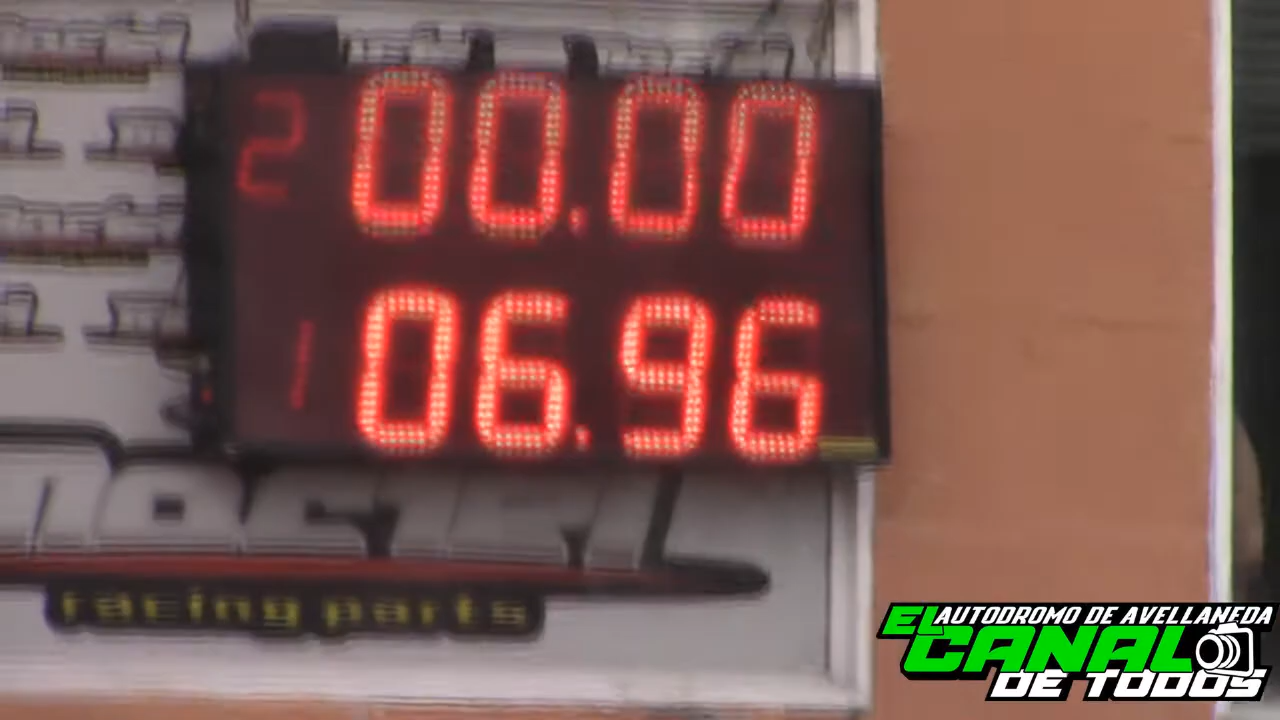 2 00.00
1 06.96
racing parts
EL AUTODROMO DE AVELLANEDA
CANAL
DE TODOS